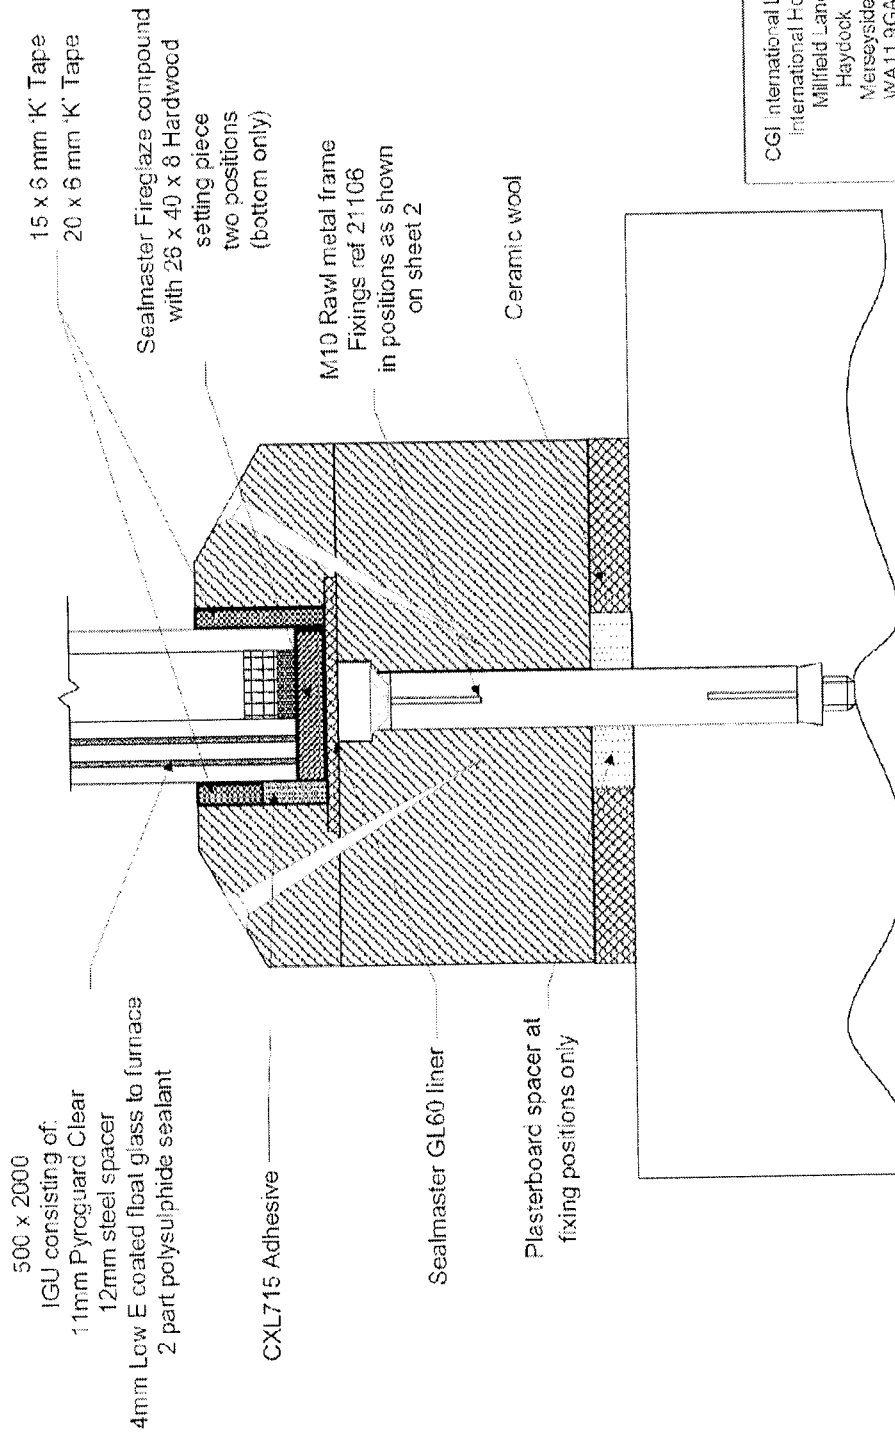 500 x 2000
IGU consisting of:
11mm Pyroguard Clear
12mm steel spacer
4mm Low E coated float glass to furnace
2 part polysulphide sealant
CXL715 Adhesive
Sealmaster GL60 liner
Plasterboard spacer at
fixing positions only
15 x 6 mm 'K' Tape
20 x 6 mm 'K' Tape
Sealmaster Fireglaze compound
with 26 x 40 x 8 Hardwood
setting piece
two positions
(bottom only)
M10 Rawl metal frame
Fixings ref 21106
in positions as shown
on sheet 2
Ceramic wool
CGI International L
International Ho
Millfield Lane
Haydock
Merseyside
WA11 9GA